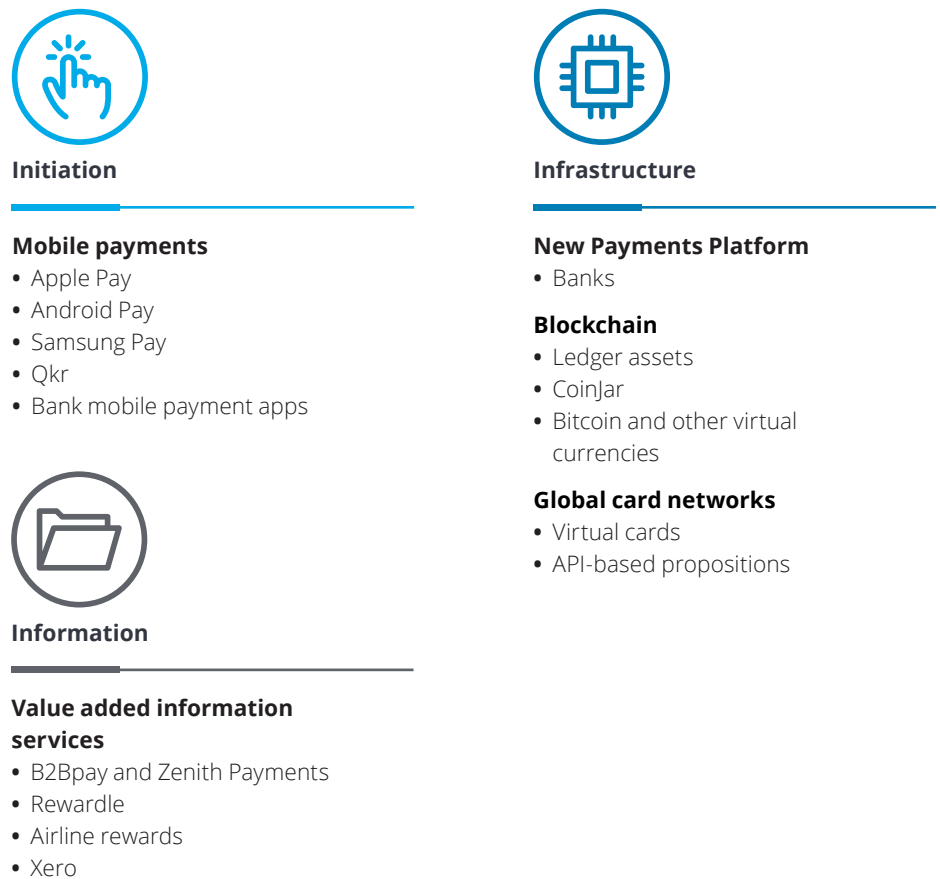 Initiation
Mobile payments
• Apple Pay
• Android Pay
• Samsung Pay
• Qkr
• Bank mobile payment apps
Information
Value added information
services
• B2Bpay and Zenith Payments
• Rewardle
• Airline rewards
• Xero
Infrastructure
New Payments Platform
• Banks
Blockchain
• Ledger assets
• CoinJar
• Bitcoin and other virtual
currencies
Global card networks
• Virtual cards
• API-based propositions